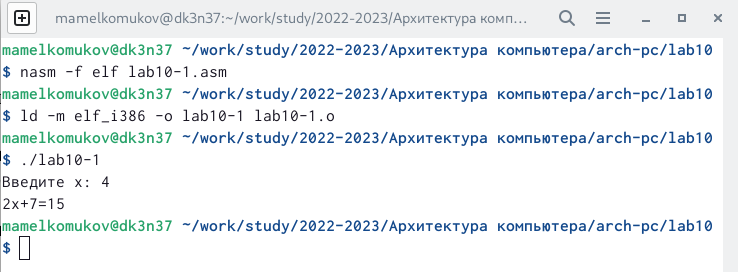 mamelkomukov@dk3n37:~/work/study/2022-2023/Архитектура комп…
mamelkomukov@dk3n37 ~/work/study/2022-2023/Архитектура компьютера/arch-pc/lab10
$ nasm -f elf lab10-1.asm
mamelkomukov@dk3n37 ~/work/study/2022-2023/Архитектура компьютера/arch-pc/lab10
$ ld -m elf_i386 -o lab10-1 lab10-1.o
mamelkomukov@dk3n37 ~/work/study/2022-2023/Архитектура компьютера/arch-pc/lab10
$ ./lab10-1
Введите x: 4
2x+7=15
mamelkomukov@dk3n37 ~/work/study/2022-2023/Архитектура компьютера/arch-pc/lab10
$